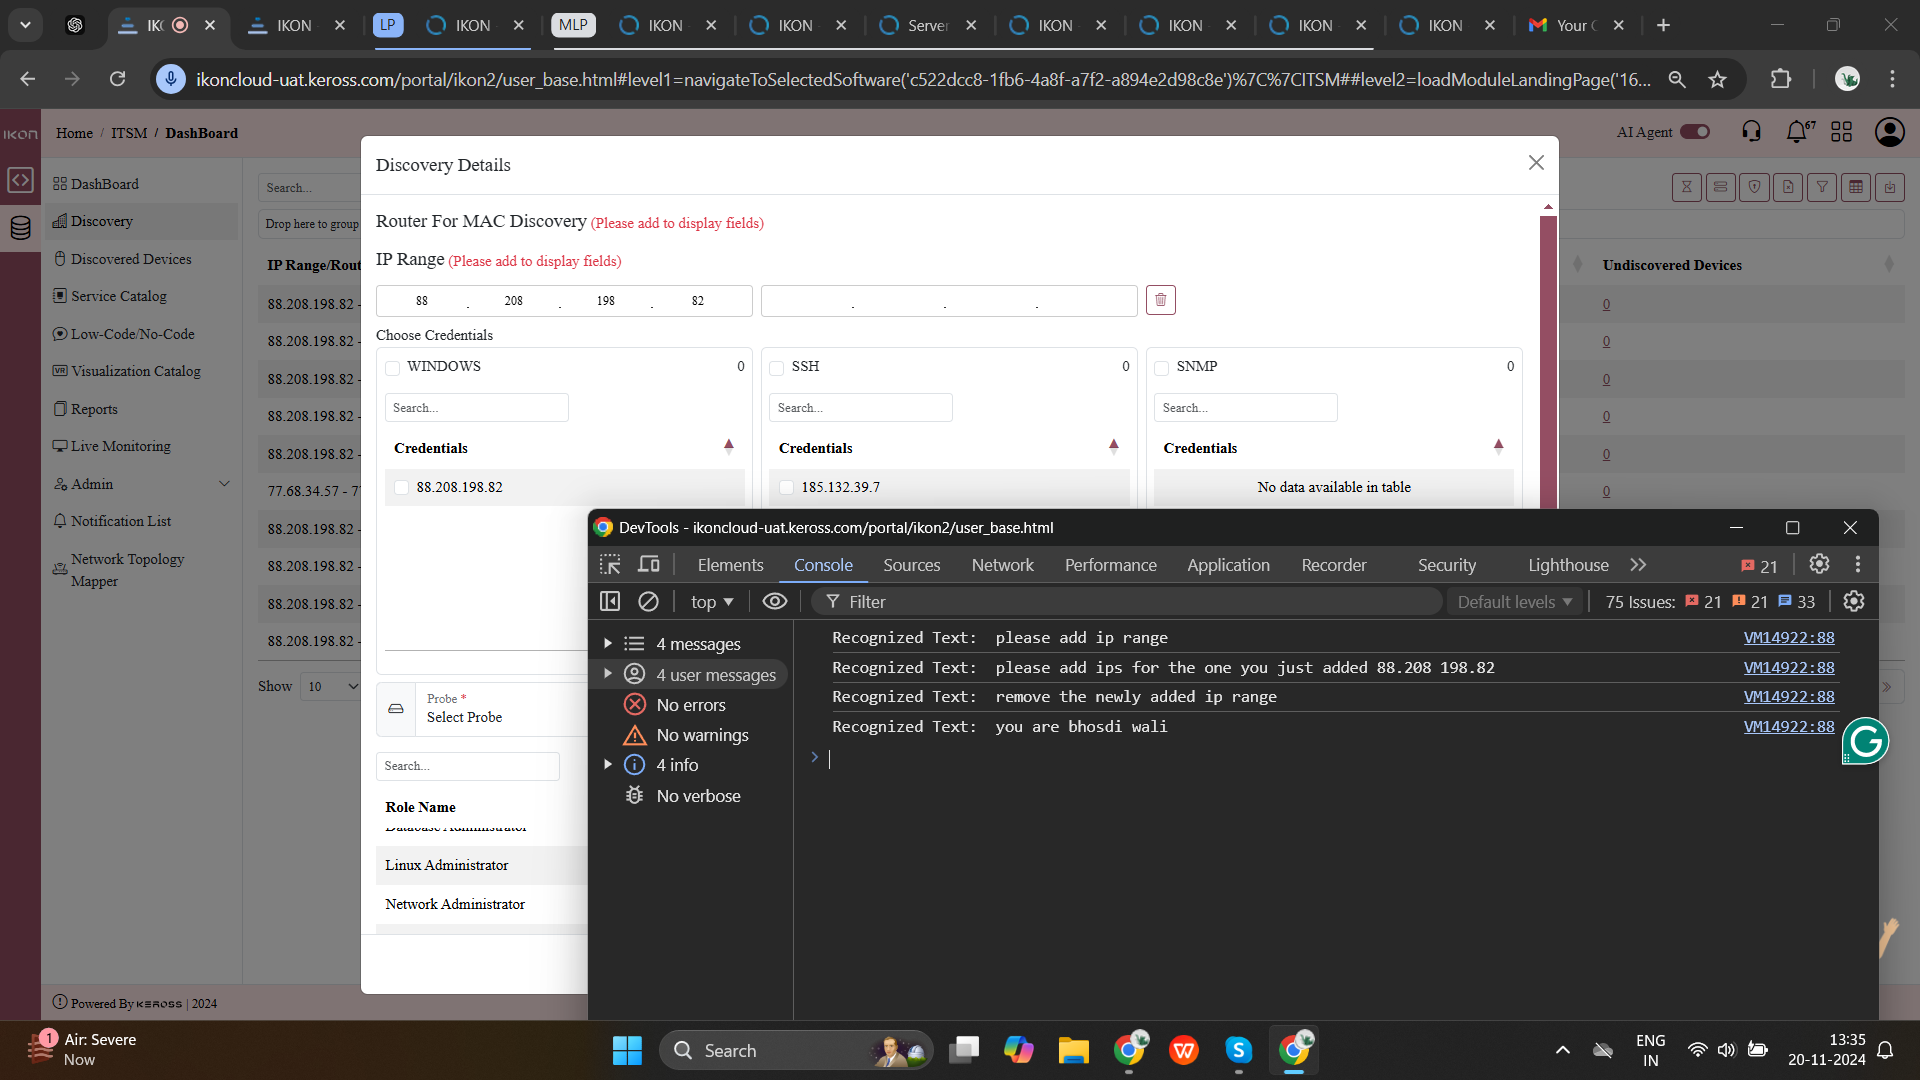 IK
IKON
LP
IKON
MLP
IKON
IKON
Server
IKON
IKON
IKON
IKON
Your
ikoncloud-uat.keross.com/portal/ikon2/user_base.html#level1=navigateToSelectedSoftware('c522dcc8-1fb6-4a8f-a7f2-a894e2d98c8e')%7C%7CITSM##level2=loadModuleLandingPage('16...
IKON
Home / ITSM / DashBoard
AI Agent
67
DashBoard
Discovery
Discovered Devices
Service Catalog
Low-Code/No-Code
VR Visualization Catalog
Reports
Live Monitoring
Admin
Notification List
Network Topology
Mapper
Search...
Drop here to group
IP Range/Rout
Undiscovered Devices
88.208.198.82 - 0
88.208.198.82 - 0
88.208.198.82 - 0
88.208.198.82 - 0
88.208.198.82 - 0
77.68.34.57 - 7 0
88.208.198.82 -
88.208.198.82 -
88.208.198.82 -
88.208.198.82 -
Show 10
Discovery Details
Router For MAC Discovery (Please add to display fields)
IP Range (Please add to display fields)
88 . 208 . 198 . 82
. . .
Choose Credentials
WINDOWS 0
SSH 0
SNMP 0
Search...
Search...
Search...
Credentials
Credentials
Credentials
88.208.198.82
185.132.39.7
No data available in table
Probe *
Select Probe
Search...
Role Name
Database Administrator
Linux Administrator
Network Administrator
DevTools - ikoncloud-uat.keross.com/portal/ikon2/user_base.html
Elements Console Sources Network Performance Application Recorder Security Lighthouse 21
top Filter Default levels 75 Issues: 21 21 33
4 messages
4 user messages
No errors
No warnings
4 info
No verbose
Recognized Text: please add ip range VM14922:88
Recognized Text: please add ips for the one you just added 88.208 198.82 VM14922:88
Recognized Text: remove the newly added ip range VM14922:88
Recognized Text: you are bhosdi wali VM14922:88
Powered By KEROSS | 2024
1
Air: Severe
Now
Search
ENG
IN
13:35
20-11-2024